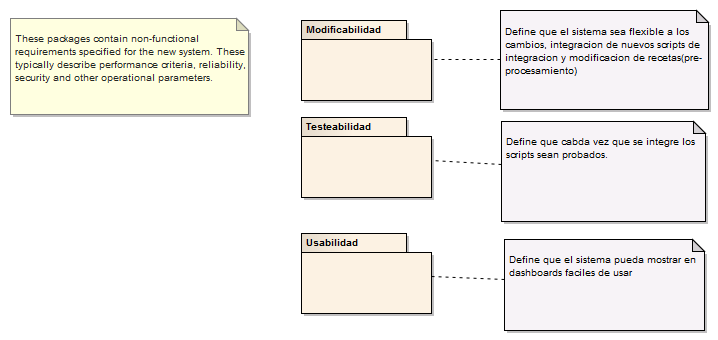 These packages contain non-functional
requirements specified for the new system. These
typically describe performance criteria, reliability,
security and other operational parameters.
Modificabilidad
Define que el sistema sea flexible a los
cambios, integracion de nuevos scripts de
integracion y modificacion de recetas(pre-
procesamiento)
Testeabilidad
Define que cabda vez que se integre los
scripts sean probados.
Usabilidad
Define que el sistema pueda mostrar en
dashboards faciles de usar